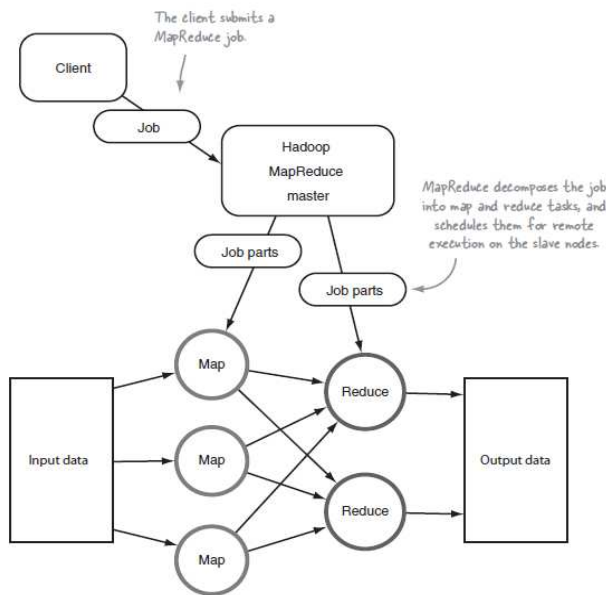 The client submits a
MapReduce job.
Client
Job
Hadoop
MapReduce
master
MapReduce decomposes the job
into map and reduce tasks, and
schedules them for remote
execution on the slave nodes.
Job parts
Job parts
Map
Reduce
Input data
Map
Output data
Reduce
Map